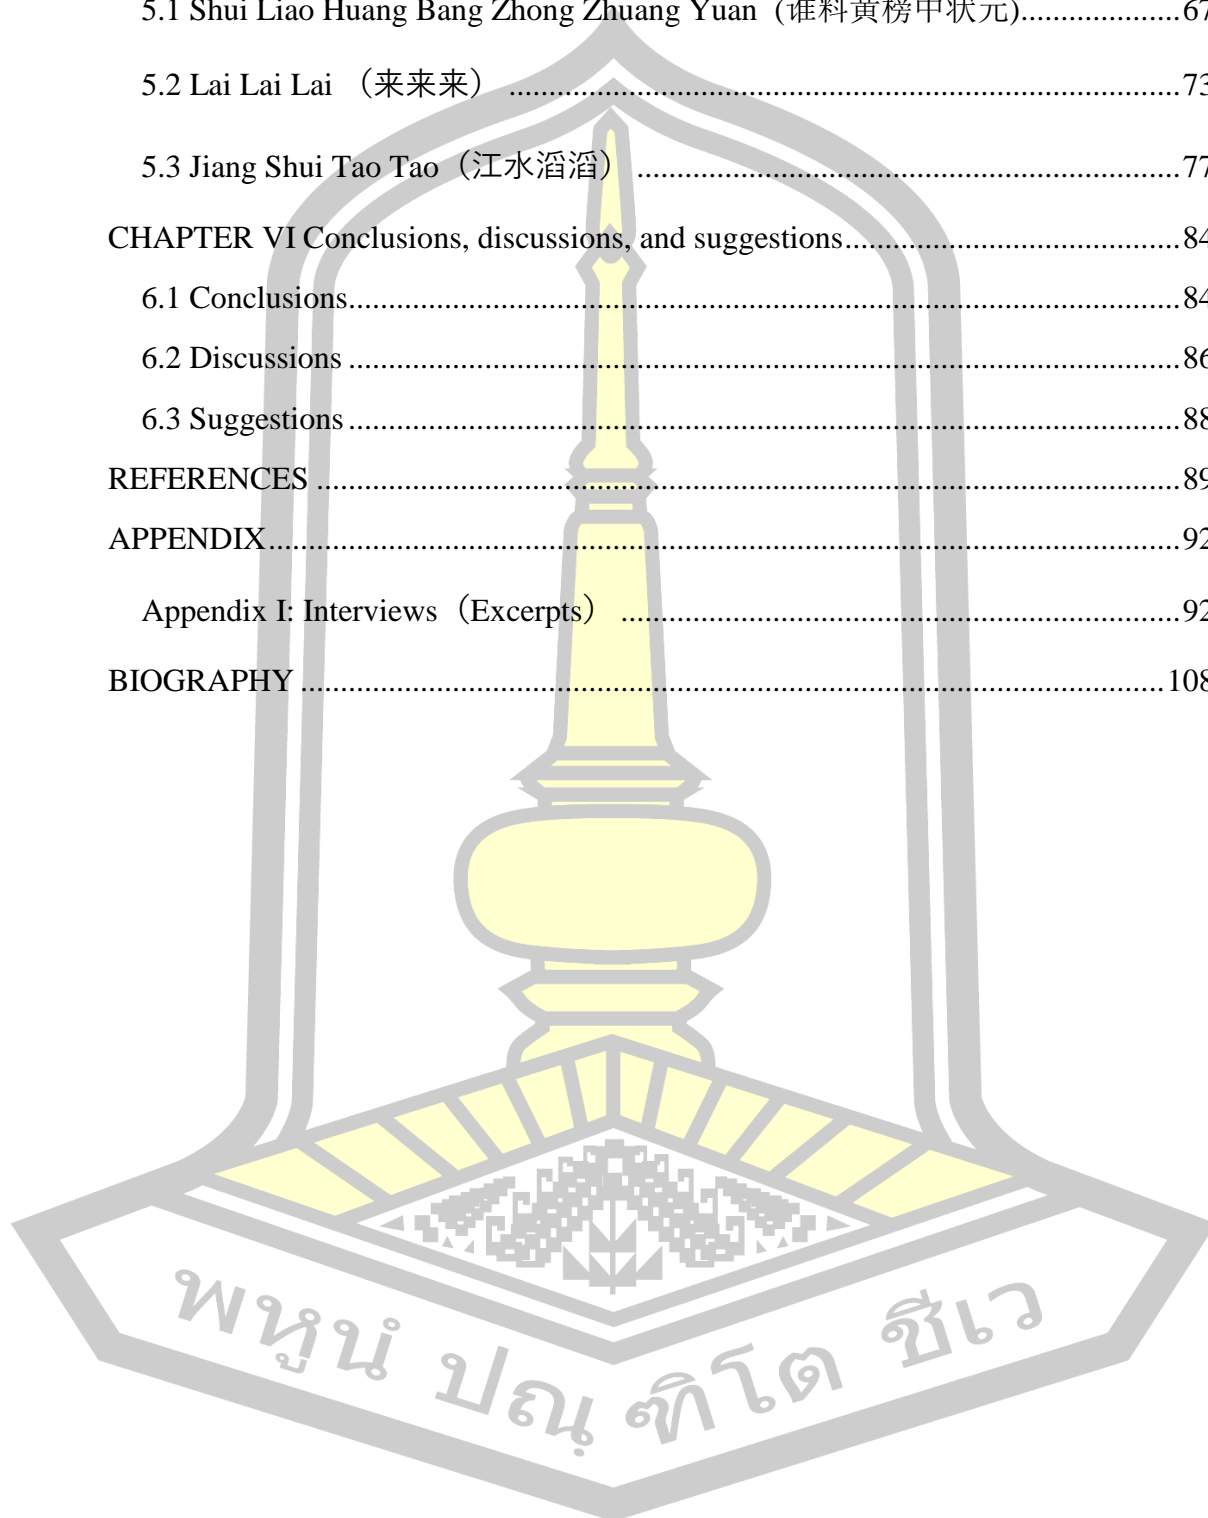 5.1 Shui Liao Huang Bang Zhong Zhuang Yuan (谁料黄榜中状元)....................67
5.2 Lai Lai Lai （来来来） ....................73
5.3 Jiang Shui Tao Tao（江水滔滔） ....................77
CHAPTER VI Conclusions, discussions, and suggestions....................84
6.1 Conclusions....................84
6.2 Discussions ....................86
6.3 Suggestions ....................88
REFERENCES ....................89
APPENDIX....................92
Appendix I: Interviews（Excerpts） ....................92
BIOGRAPHY ....................108
พหูนํ ปณฺฑิโต ชีเว